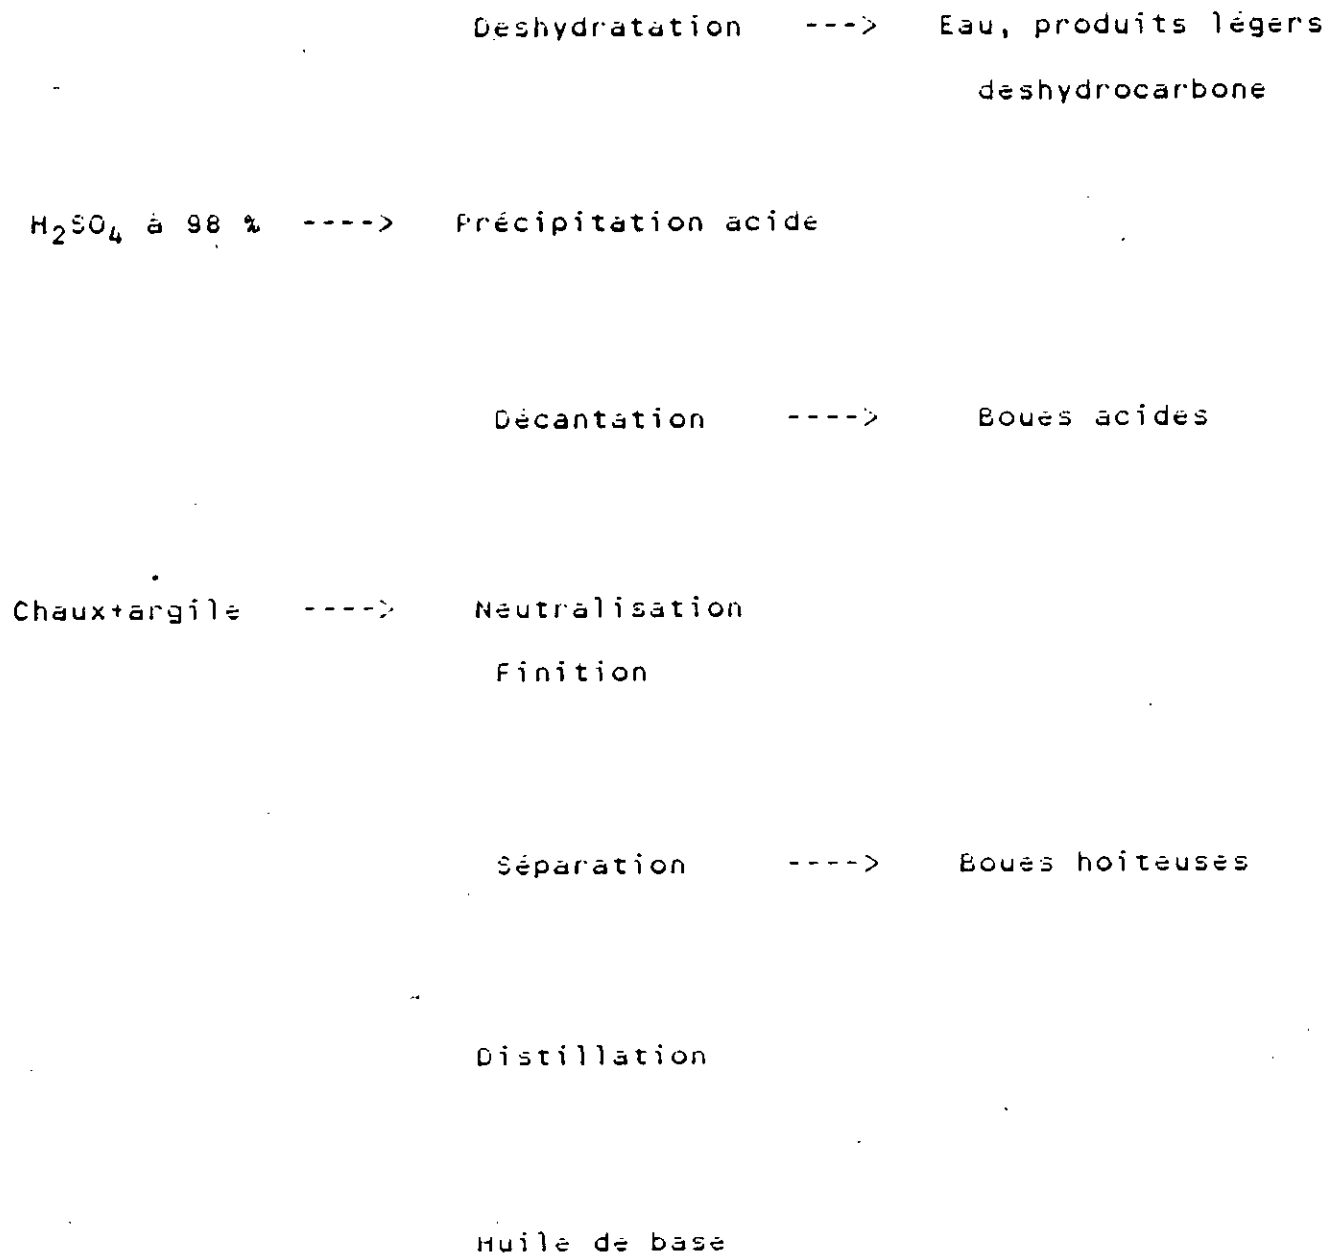 Deshydratation ---> Eau, produits légers
deshydrocarbone
H₂SO₄ à 98 % ----> Précipitation acide
Décantation ----> Boues acides
Chaux+argile ----> Neutralisation
Finition
Séparation ----> Boues hoiteuses
Distillation
Huile de base